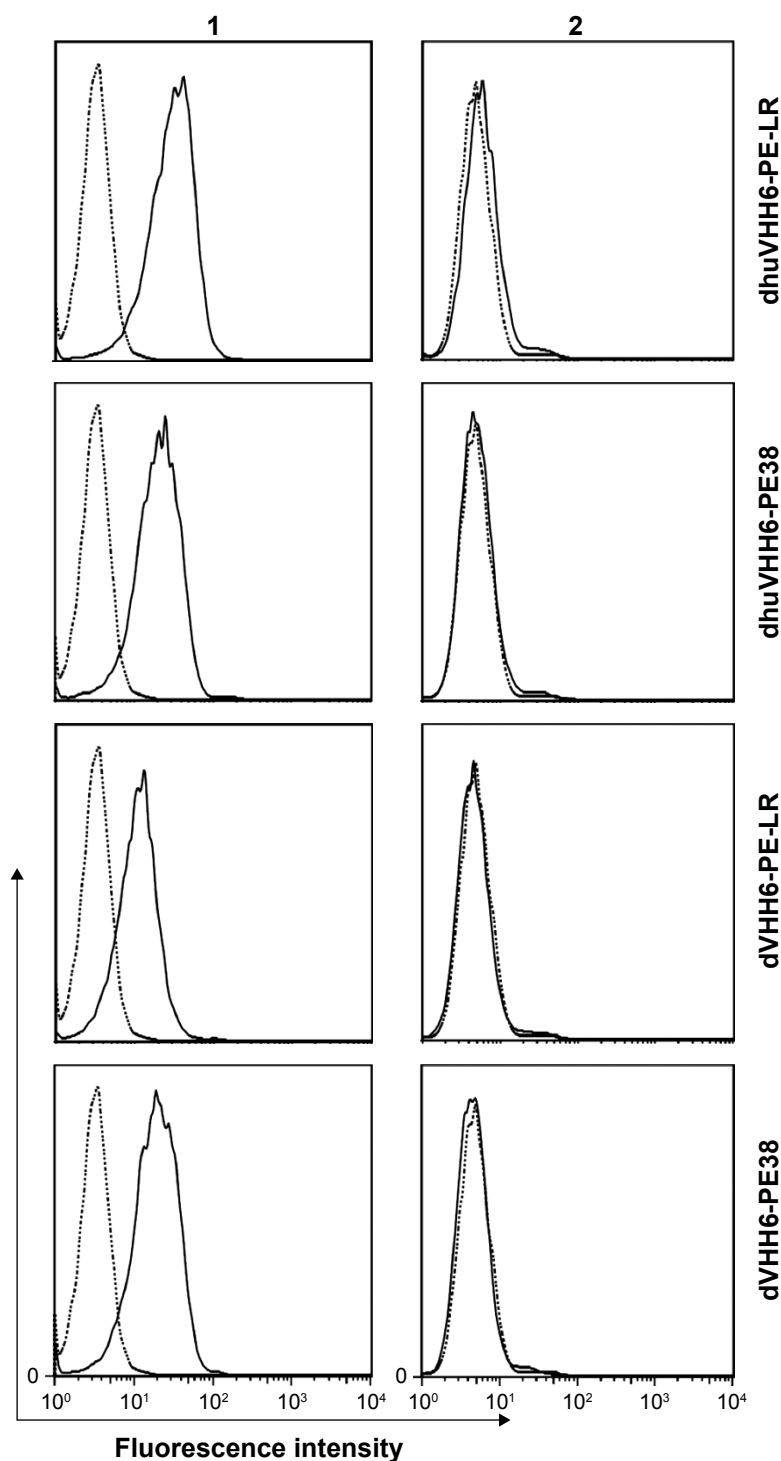 1 2
dhuVHH6-PE-LR
dhuVHH6-PE38
dVHH6-PE-LR
dVHH6-PE38
0 0
10⁰ 10¹ 10² 10³ 10⁴ 10⁰ 10¹ 10² 10³ 10⁴
Fluorescence intensity